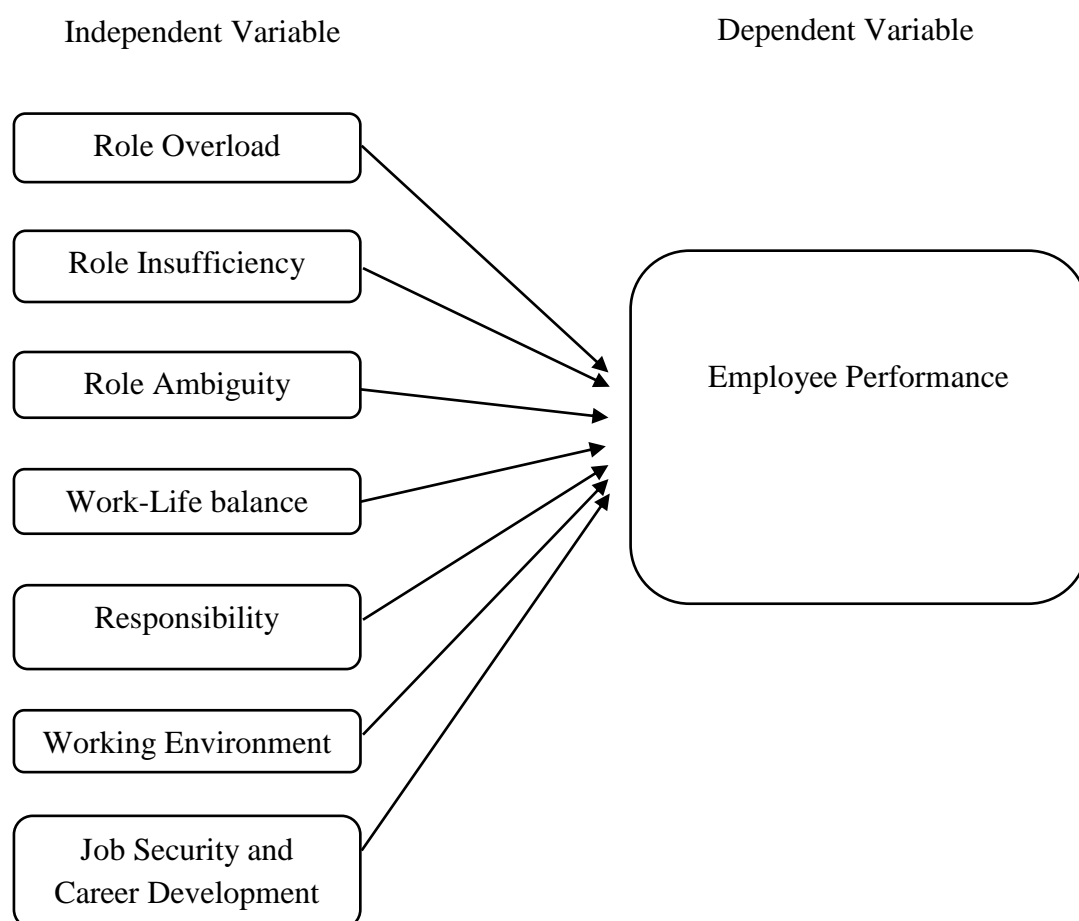 Independent Variable
Dependent Variable
Role Overload
Role Insufficiency
Role Ambiguity
Work-Life balance
Responsibility
Working Environment
Job Security and
Career Development
Employee Performance